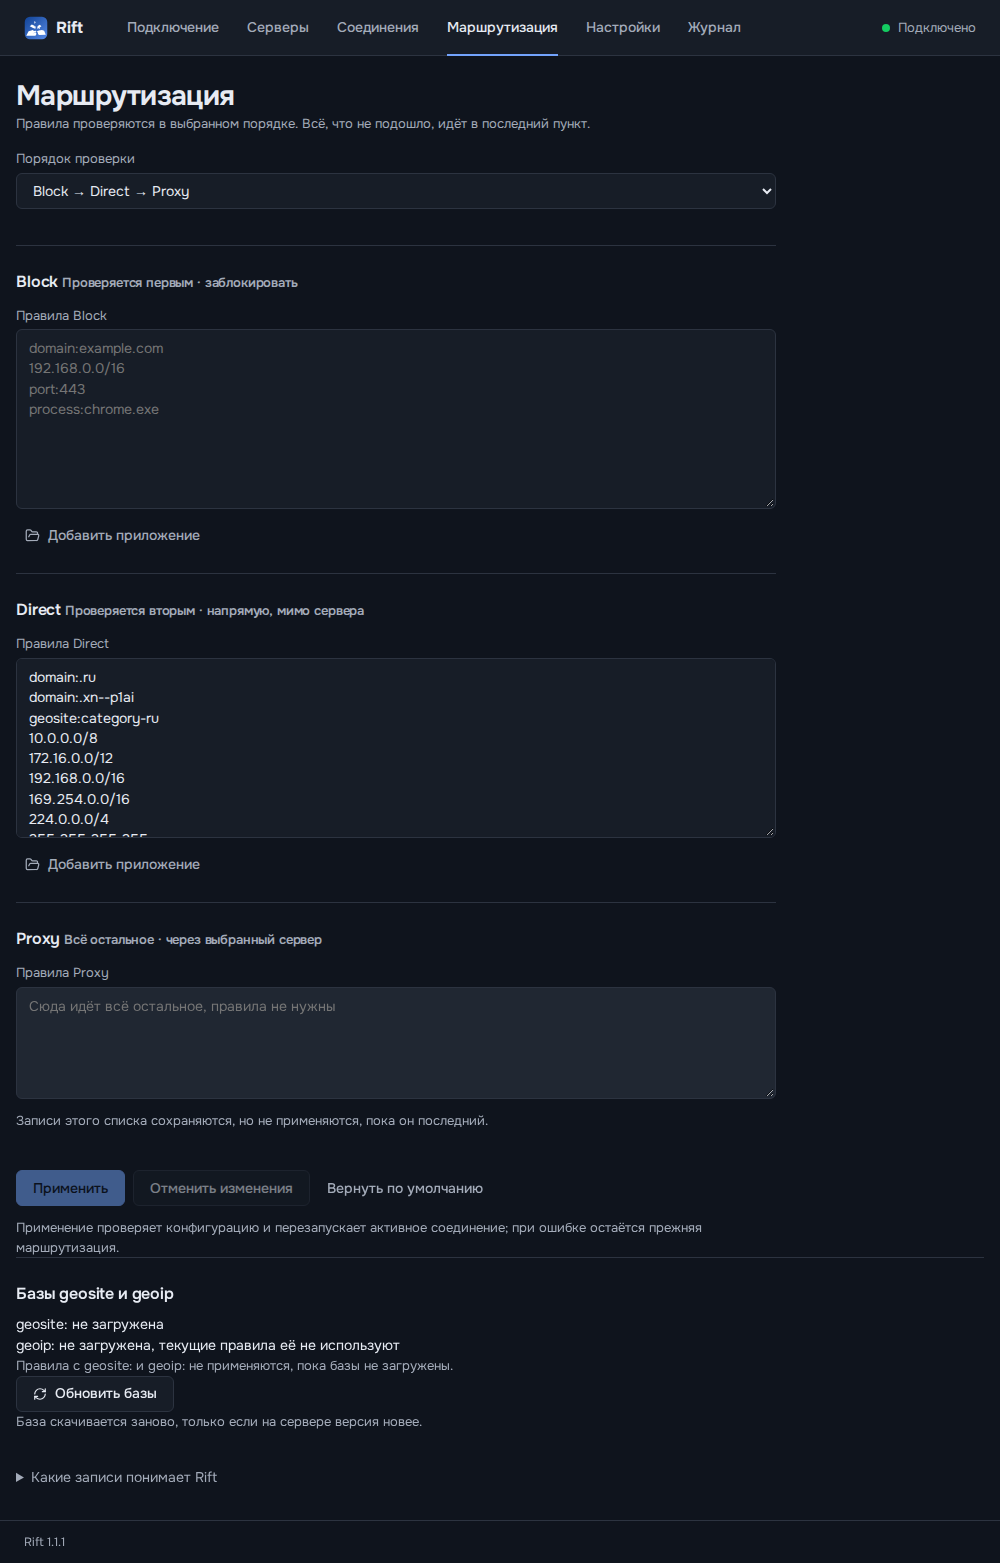 Rift
Подключение
Серверы
Соединения
Маршрутизация
Настройки
Журнал
Подключено
Маршрутизация
Правила проверяются в выбранном порядке. Всё, что не подошло, идёт в последний пункт.
Порядок проверки
Block → Direct → Proxy
Block Проверяется первым · заблокировать
Правила Block
domain:example.com
192.168.0.0/16
port:443
process:chrome.exe
Добавить приложение
Direct Проверяется вторым · напрямую, мимо сервера
Правила Direct
domain:.ru
domain:.xn--p1ai
geosite:category-ru
10.0.0.0/8
172.16.0.0/12
192.168.0.0/16
169.254.0.0/16
224.0.0.0/4
Добавить приложение
Proxy Всё остальное · через выбранный сервер
Правила Proxy
Сюда идёт всё остальное, правила не нужны
Записи этого списка сохраняются, но не применяются, пока он последний.
Применить
Отменить изменения
Вернуть по умолчанию
Применение проверяет конфигурацию и перезапускает активное соединение; при ошибке остаётся прежняя
маршрутизация.
Базы geosite и geoip
geosite: не загружена
geoip: не загружена, текущие правила её не используют
Правила с geosite: и geoip: не применяются, пока базы не загружены.
Обновить базы
База скачивается заново, только если на сервере версия новее.
Какие записи понимает Rift
Rift 1.1.1